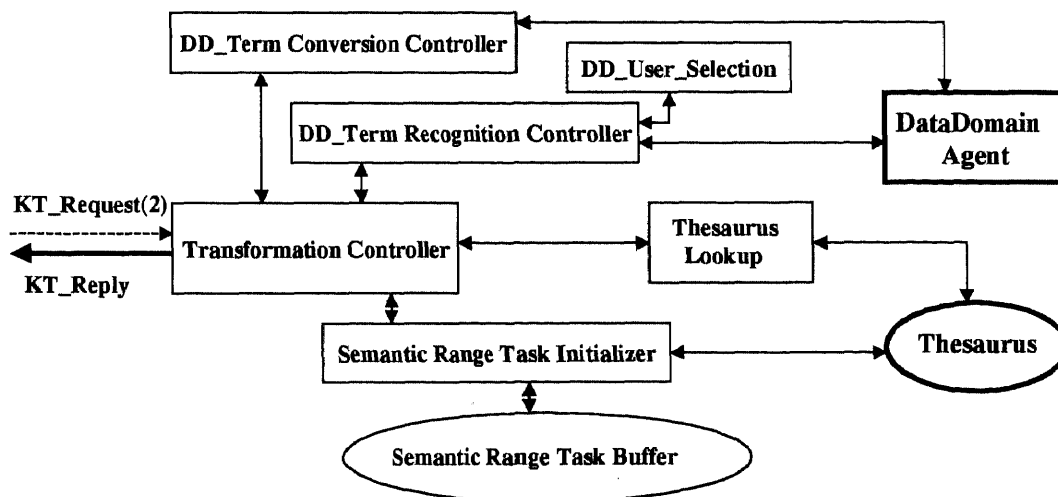 DD_Term Conversion Controller
DD_User_Selection
DD_Term Recognition Controller
DataDomain
Agent
KT_Request(2)
Transformation Controller
Thesaurus
Lookup
KT_Reply
Semantic Range Task Initializer
Thesaurus
Semantic Range Task Buffer